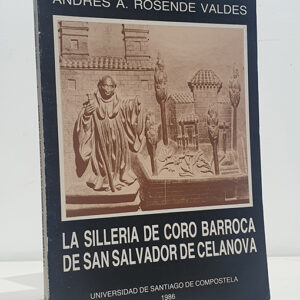 ANDRES A. ROSENDE VALDES
LA SILLERIA DE CORO BARROCA
DE SAN SALVADOR DE CELANOVA
UNIVERSIDAD DE SANTIAGO DE COMPOSTELA
1986